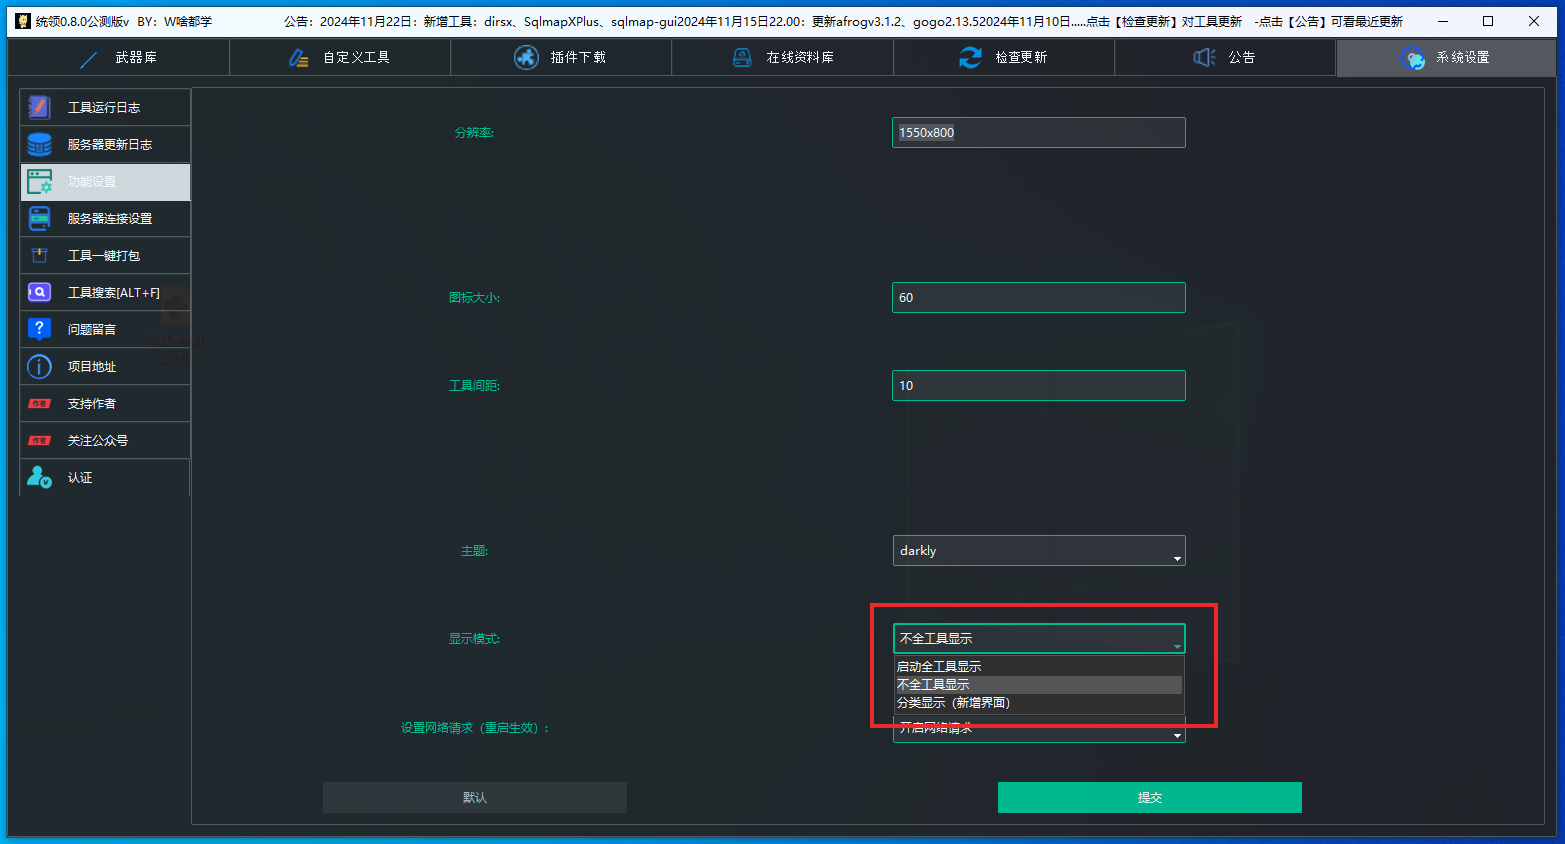 统领0.8.0公测版v BY：W啥都学
公告：2024年11月22日：新增工具：dirsx、SqlmapXPlus、sqlmap-gui2024年11月15日22.00：更新afrogv3.1.2、gogo2.13.52024年11月10日.....点击【检查更新】对工具更新 -点击【公告】可看最近更新
武器库
自定义工具
插件下载
在线资料库
检查更新
公告
系统设置
工具运行日志
服务器更新日志
功能设置
服务器连接设置
工具一键打包
工具搜索[ALT+F]
问题留言
项目地址
作者 支持作者
作者 关注公众号
认证
分辨率:
1550x800
图标大小:
60
工具间距:
10
主题:
darkly
显示模式:
不全工具显示
启动全工具显示
不全工具显示
分类显示（新增界面）
设置网络请求（重启生效）:
开启网络请求
默认
提交